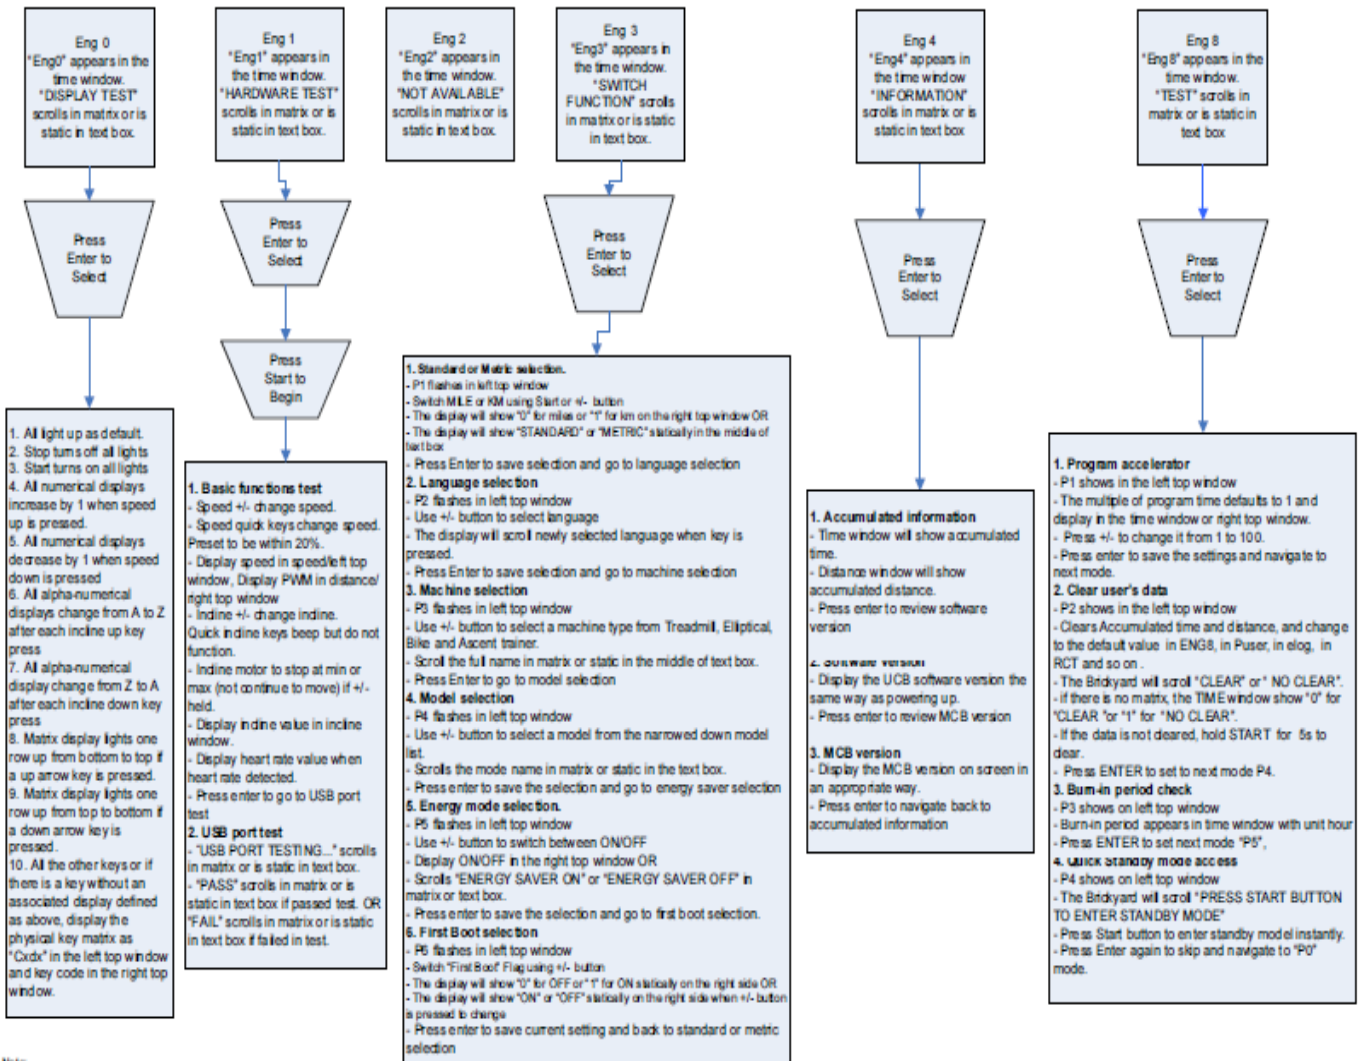 Eng 0
"Eng0" appears in the
time window.
"DISPLAY TEST"
scrolls in matrix or is
static in text box.
Press
Enter to
Select
1. All light up as default.
2. Stop turns off all lights
3. Start turns on all lights
4. All numerical displays
increase by 1 when speed
up is pressed.
5. All numerical displays
decrease by 1 when speed
down is pressed
6. All alpha-numerical
displays change from A to Z
after each incline up key
press
7. All alpha-numerical
display change from Z to A
after each incline down key
press
8. Matrix display lights one
row up from bottom to top if
a up arrow key is pressed.
9. Matrix display lights one
row up from top to bottom if
a down arrow key is
pressed.
10. All the other keys or if
there is a key without an
associated display defined
as above, display the
physical key matrix as
"Cxdx" in the left top window
and key code in the right top
window.
Eng 1
"Eng1" appears in
the time window.
"HARDWARE TEST"
scrolls in matrix or is
static in text box.
Press
Enter to
Select
Press
Start to
Begin
1. Basic functions test
- Speed +/- change speed.
- Speed quick keys change speed.
Preset to be within 20%.
- Display speed in speed/left top
window, Display PWM in distance/
right top window
- Incline +/- change incline.
Quick incline keys beep but do not
function.
- Incline motor to stop at min or
max (not continue to move) if +/-
held.
- Display incline value in incline
window.
- Display heart rate value when
heart rate detected.
- Press enter to go to USB port
test
2. USB port test
- "USB PORT TESTING..." scrolls
in matrix or is static in text box.
- "PASS" scrolls in matrix or is
static in text box if passed test. OR
"FAIL" scrolls in matrix or is static
in text box if failed in test.
Eng 2
"Eng2" appears in
the time window.
"NOT AVAILABLE"
scrolls in matrix or is
static in text box.
Eng 3
"Eng3" appears in
the time window.
"SWITCH
FUNCTION" scrolls
in matrix or is static
in text box.
Press
Enter to
Select
1. Standard or Metric selection.
- P1 flashes in left top window
- Switch MILE or KM using Start or +/- button
- The display will show "0" for miles or "1" for km on the right top window OR
- The display will show "STANDARD" or "METRIC" statically in the middle of
text box
- Press Enter to save selection and go to language selection
2. Language selection
- P2 flashes in left top window
- Use +/- button to select language
- The display will scroll newly selected language when key is
pressed.
- Press Enter to save selection and go to machine selection
3. Machine selection
- P3 flashes in left top window
- Use +/- button to select a machine type from Treadmill, Elliptical,
Bike and Ascent trainer.
- Scroll the full name in matrix or static in the middle of text box.
- Press Enter to go to model selection
4. Model selection
- P4 flashes in left top window
- Use +/- button to select a model from the narrowed down model
list.
- Scrolls the mode name in matrix or static in the text box.
- Press enter to save the selection and go to energy saver selection
5. Energy mode selection.
- P5 flashes in left top window
- Use +/- button to switch between ON/OFF
- Display ON/OFF in the right top window OR
- Scrolls "ENERGY SAVER ON" or "ENERGY SAVER OFF" in
matrix or text box.
- Press enter to save the selection and go to first boot selection.
6. First Boot selection
- P6 flashes in left top window
- Switch "First Boot" Flag using +/- button
- The display will show "0" for OFF or "1" for ON statically on the right side OR
- The display will show "ON" or "OFF" statically on the right side when +/- button
is pressed to change
- Press enter to save current setting and back to standard or metric
selection
Eng 4
"Eng4" appears in
the time window
"INFORMATION"
scrolls in matrix or is
static in text box
Press
Enter to
Select
1. Accumulated information
- Time window will show accumulated
time.
- Distance window will show
accumulated distance.
- Press enter to review software
version
2. Software version
- Display the UCB software version the
same way as powering up.
- Press enter to review MCB version
3. MCB version
- Display the MCB version on screen in
an appropriate way.
- Press enter to navigate back to
accumulated information
Eng 8
"Eng8" appears in the
time window.
"TEST" scrolls in
matrix or is static in
text box
Press
Enter to
Select
1. Program accelerator
- P1 shows in the left top window
- The multiple of program time defaults to 1 and
display in the time window or right top window.
- Press +/- to change it from 1 to 100.
- Press enter to save the settings and navigate to
next mode.
2. Clear user's data
- P2 shows in the left top window
- Clears Accumulated time and distance, and change
to the default value in ENG8, in Puser, in elog, in
RCT and so on .
- The Brickyard will scroll "CLEAR" or " NO CLEAR".
- if there is no matrix, the TIME window show "0" for
"CLEAR "or "1" for "NO CLEAR".
- If the data is not cleared, hold START for 5s to
clear.
- Press ENTER to set to next mode P4.
3. Burn-in period check
- P3 shows on left top window
- Burn-in period appears in time window with unit hour
- Press ENTER to set next mode "P5",
4. Quick Standby mode access
- P4 shows on left top window
- The Brickyard will scroll "PRESS START BUTTON
TO ENTER STANDBY MODE"
- Press Start button to enter standby model instantly.
- Press Enter again to skip and navigate to "P0"
mode.